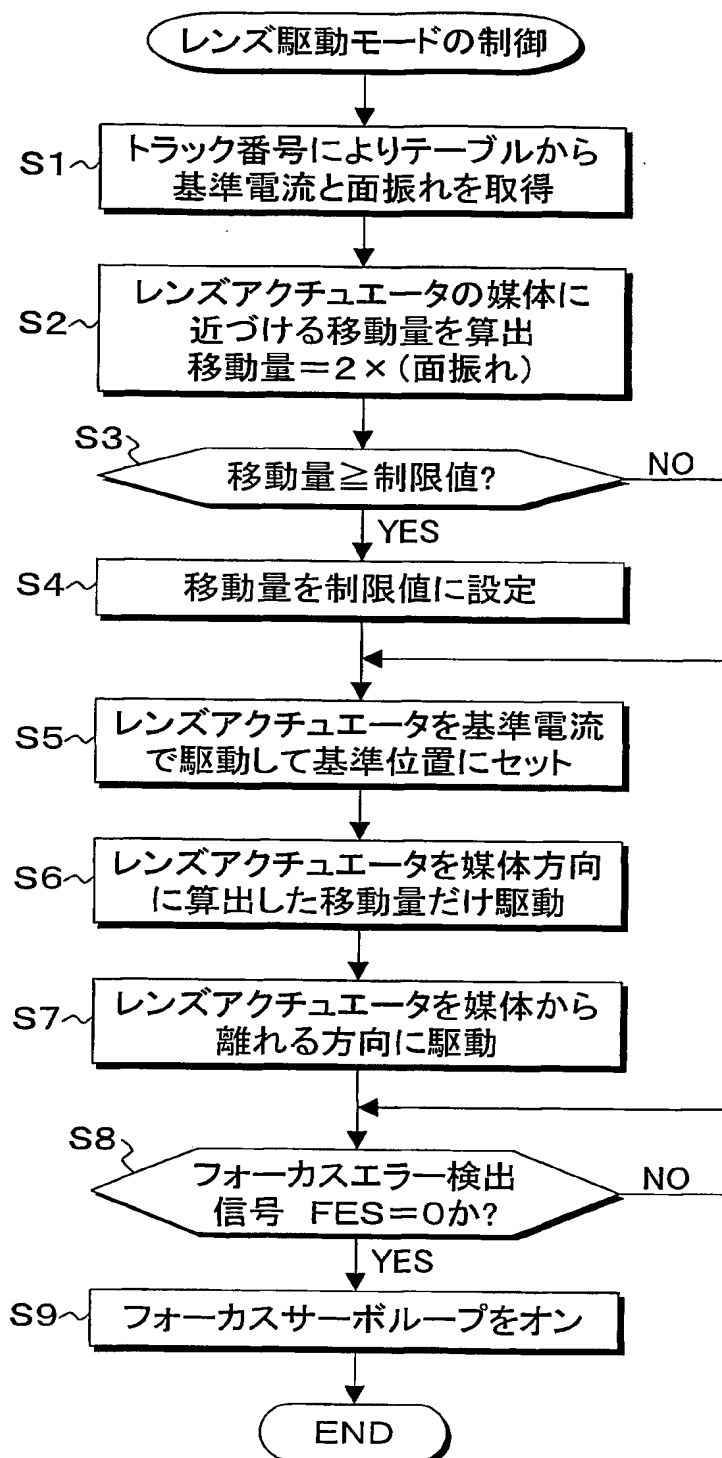 レンズ駆動モードの制御
S1
トラック番号によりテーブルから
基準電流と面振れを取得
S2
レンズアクチュエータの媒体に
近づける移動量を算出
移動量=2×(面振れ)
S3
移動量≧制限値?
NO
YES
S4
移動量を制限値に設定
S5
レンズアクチュエータを基準電流
で駆動して基準位置にセット
S6
レンズアクチュエータを媒体方向
に算出した移動量だけ駆動
S7
レンズアクチュエータを媒体から
離れる方向に駆動
S8
フォーカスエラー検出
信号 FES=0か?
NO
YES
S9
フォーカスサーボループをオン
END